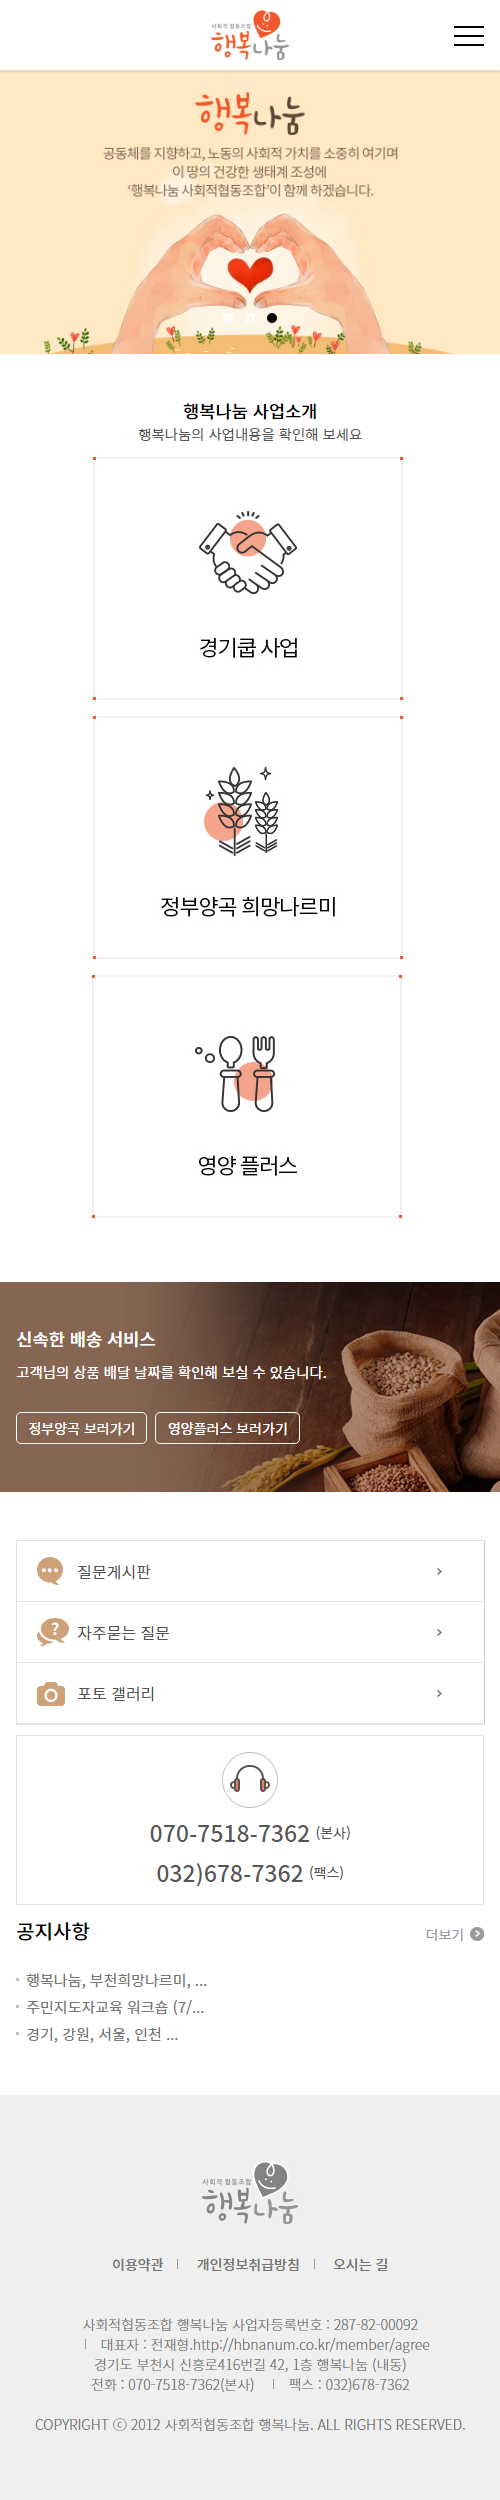 사회적 협동조합
행복나눔
행복나눔
공동체를 지향하고, 노동의 사회적 가치를 소중히 여기며
이 땅의 건강한 생태계 조성에
‘행복나눔 사회적협동조합’이 함께 하겠습니다.
행복나눔 사업소개
행복나눔의 사업내용을 확인해 보세요
경기쿱 사업
정부양곡 희망나르미
영양 플러스
신속한 배송 서비스
고객님의 상품 배달 날짜를 확인해 보실 수 있습니다.
정부양곡 보러가기 영양플러스 보러가기
질문게시판
자주묻는 질문
포토 갤러리
070-7518-7362 (본사)
032)678-7362 (팩스)
공지사항 더보기
행복나눔, 부천희망나르미, ...
주민지도자교육 워크숍 (7/...
경기, 강원, 서울, 인천 ...
사회적 협동조합
행복나눔
이용약관 | 개인정보취급방침 | 오시는 길
사회적협동조합 행복나눔 사업자등록번호 : 287-82-00092
| 대표자 : 전재형.http://hbnanum.co.kr/member/agree
경기도 부천시 신흥로416번길 42, 1층 행복나눔 (내동)
전화 : 070-7518-7362(본사) | 팩스 : 032)678-7362
COPYRIGHT ⓒ 2012 사회적협동조합 행복나눔. ALL RIGHTS RESERVED.